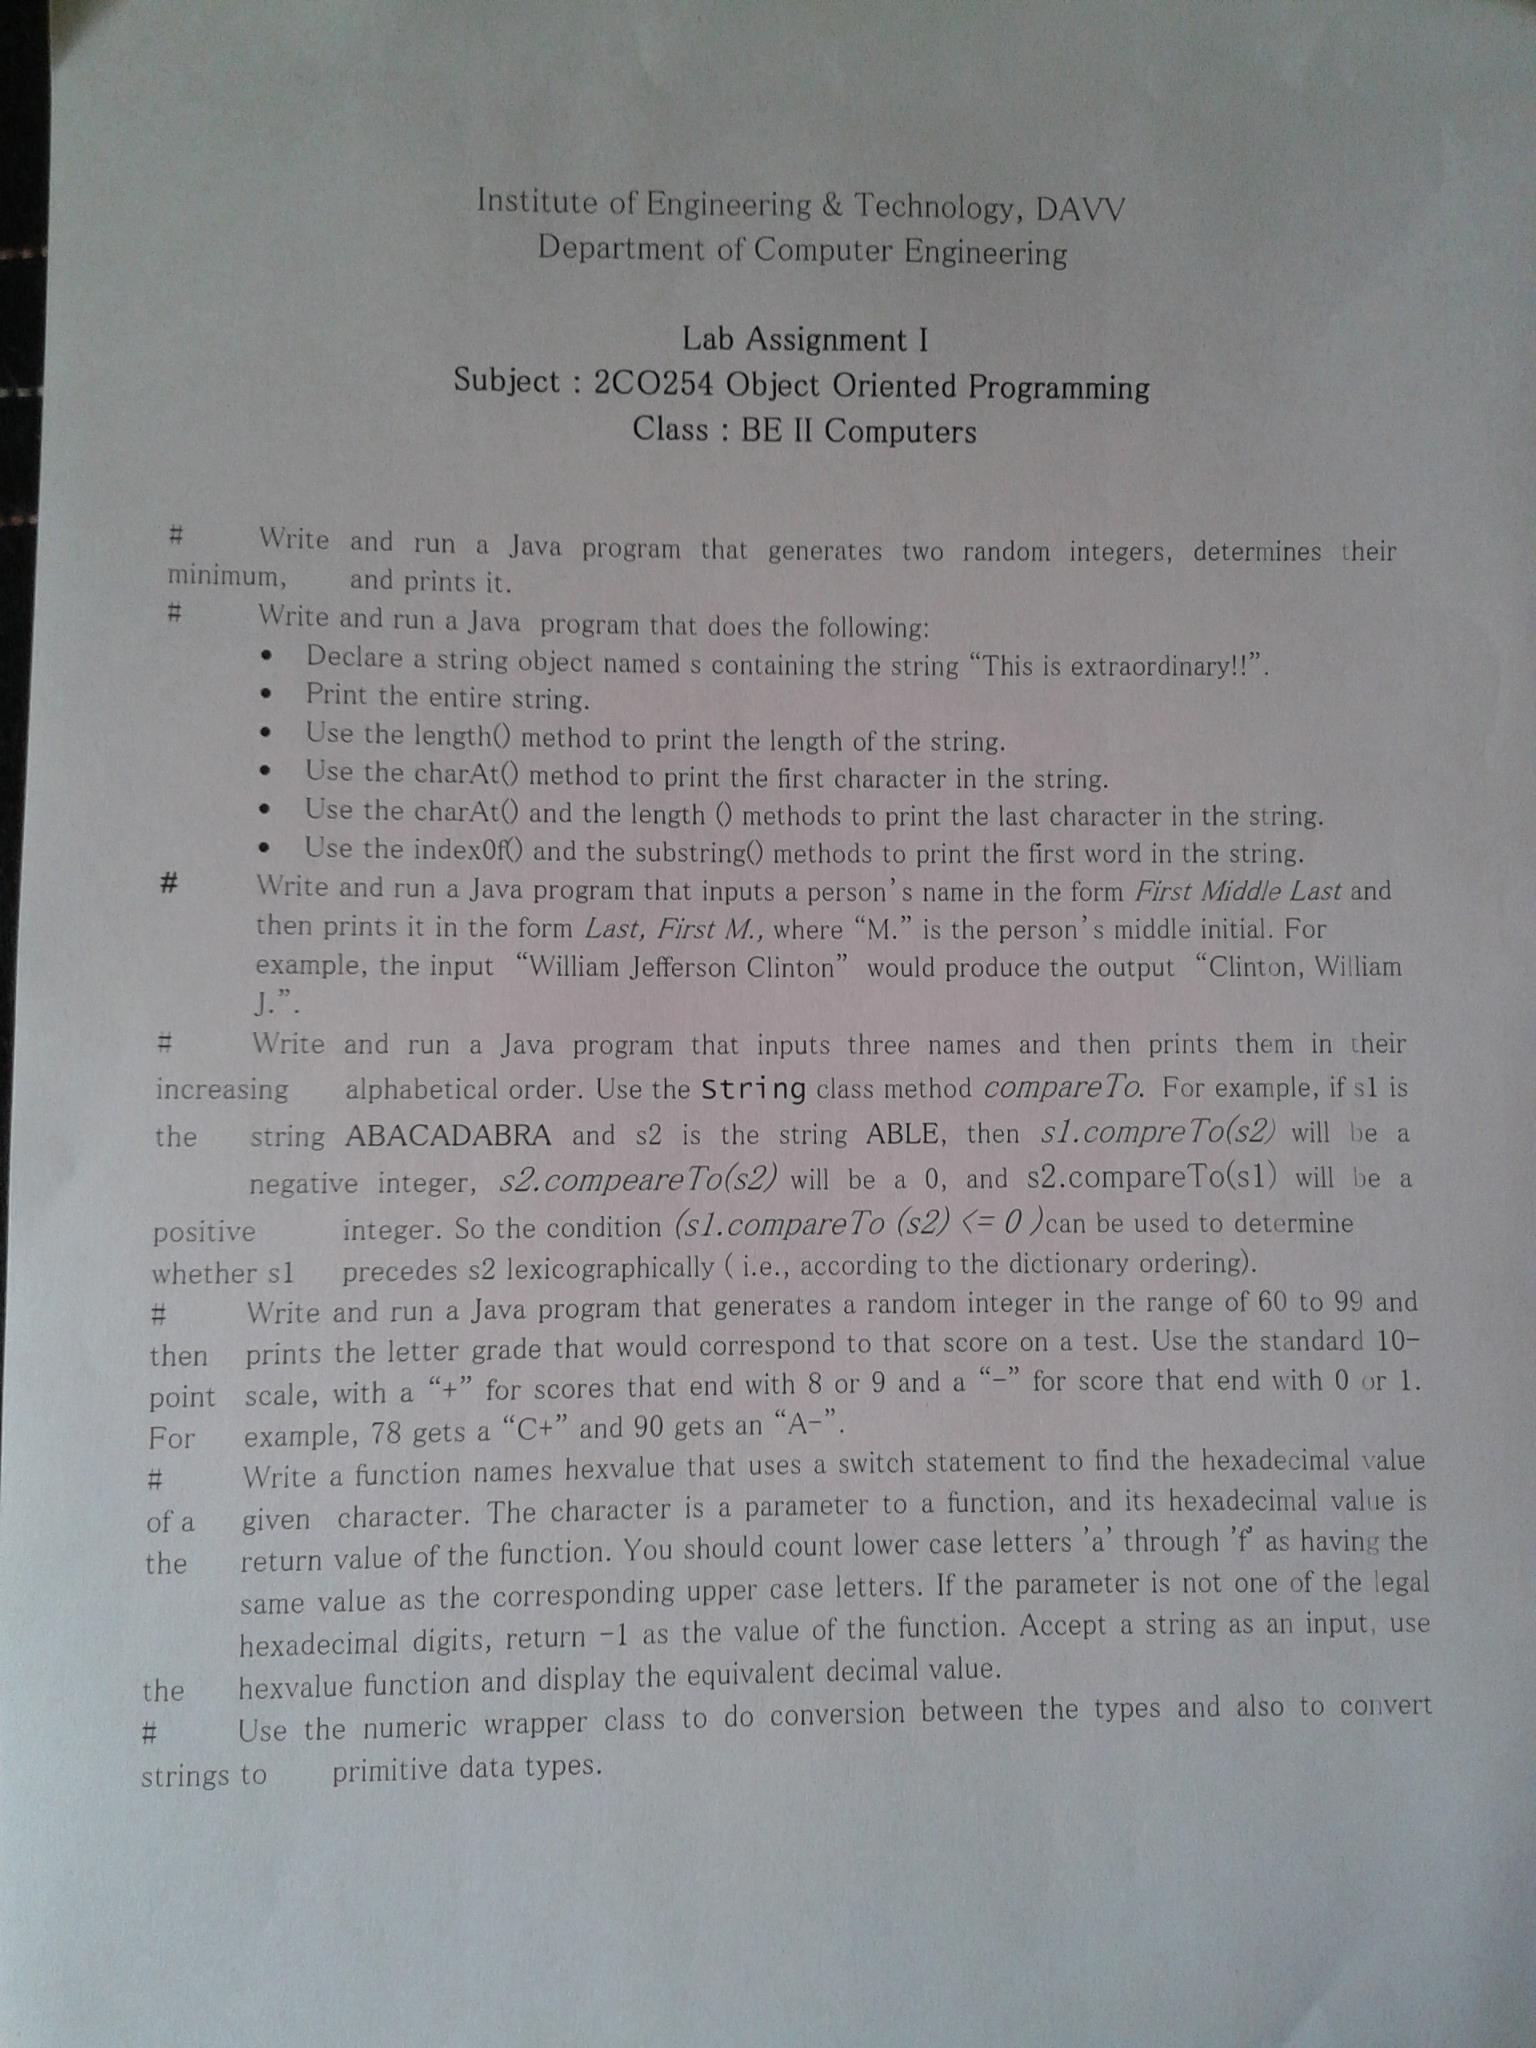 Institute of Engineering & Technology, DAVV
Department of Computer Engineering
Lab Assignment I
Subject : 2CO254 Object Oriented Programming
Class : BE II Computers
# Write and run a Java program that generates two random integers, determines their
minimum, and prints it.
# Write and run a Java program that does the following:
• Declare a string object named s containing the string “This is extraordinary!!”.
• Print the entire string.
• Use the length() method to print the length of the string.
• Use the charAt() method to print the first character in the string.
• Use the charAt() and the length () methods to print the last character in the string.
• Use the indexOf() and the substring() methods to print the first word in the string.
# Write and run a Java program that inputs a person’s name in the form First Middle Last and
then prints it in the form Last, First M., where “M.” is the person’s middle initial. For
example, the input “William Jefferson Clinton” would produce the output “Clinton, William
J.”.
# Write and run a Java program that inputs three names and then prints them in their
increasing alphabetical order. Use the String class method compareTo. For example, if s1 is
the string ABACADABRA and s2 is the string ABLE, then s1.compreTo(s2) will be a
negative integer, s2.compeareTo(s2) will be a 0, and s2.compareTo(s1) will be a
positive integer. So the condition (s1.compareTo (s2) <= 0 )can be used to determine
whether s1 precedes s2 lexicographically ( i.e., according to the dictionary ordering).
# Write and run a Java program that generates a random integer in the range of 60 to 99 and
then prints the letter grade that would correspond to that score on a test. Use the standard 10-
point scale, with a “+” for scores that end with 8 or 9 and a “-” for score that end with 0 or 1.
For example, 78 gets a “C+” and 90 gets an “A-”.
# Write a function names hexvalue that uses a switch statement to find the hexadecimal value
of a given character. The character is a parameter to a function, and its hexadecimal value is
the return value of the function. You should count lower case letters 'a' through 'f' as having the
same value as the corresponding upper case letters. If the parameter is not one of the legal
hexadecimal digits, return -1 as the value of the function. Accept a string as an input, use
the hexvalue function and display the equivalent decimal value.
# Use the numeric wrapper class to do conversion between the types and also to convert
strings to primitive data types.